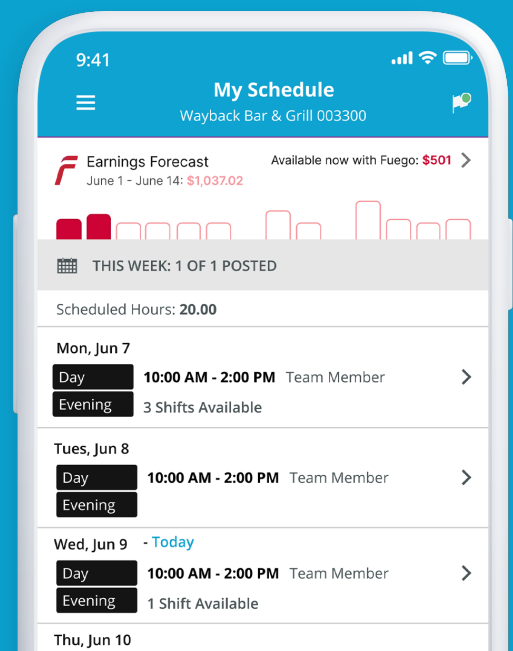 9:41
My Schedule
Wayback Bar & Grill 003300
Earnings Forecast
Available now with Fuego: $501
June 1 - June 14: $1,037.02
THIS WEEK: 1 OF 1 POSTED
Scheduled Hours: 20.00
Mon, Jun 7
Day 10:00 AM - 2:00 PM Team Member
Evening 3 Shifts Available
Tues, Jun 8
Day 10:00 AM - 2:00 PM Team Member
Evening
Wed, Jun 9 - Today
Day 10:00 AM - 2:00 PM Team Member
Evening 1 Shift Available
Thu, Jun 10